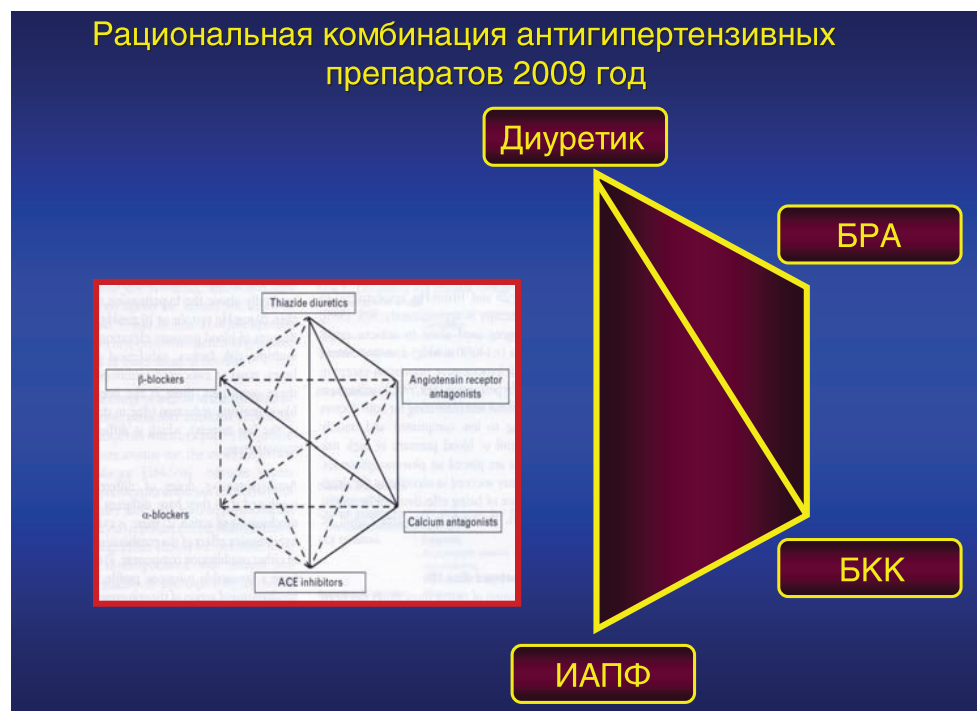 Рациональная комбинация антигипертензивных
препаратов 2009 год
Диуретик
БРА
Thiazide diuretics
β-blockers
Angiotensin receptor
antagonists
α-blockers
Calcium antagonists
ACE inhibitors
БКК
ИАПФ